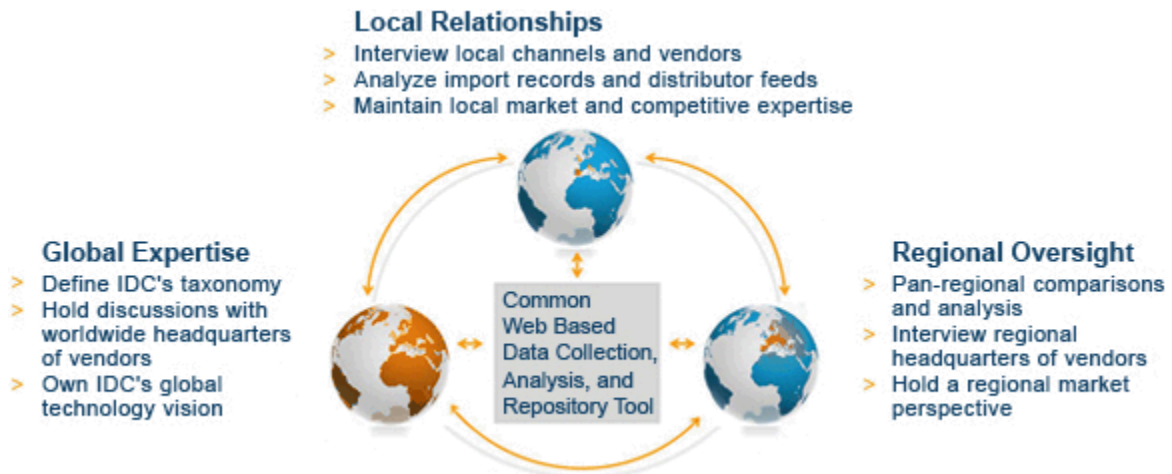 Local Relationships
> Interview local channels and vendors
> Analyze import records and distributor feeds
> Maintain local market and competitive expertise
Global Expertise
> Define IDC's taxonomy
> Hold discussions with
worldwide headquarters
of vendors
> Own IDC's global
technology vision
Common
Web Based
Data Collection,
Analysis, and
Repository Tool
Regional Oversight
> Pan-regional comparisons
and analysis
> Interview regional
headquarters of vendors
> Hold a regional market
perspective